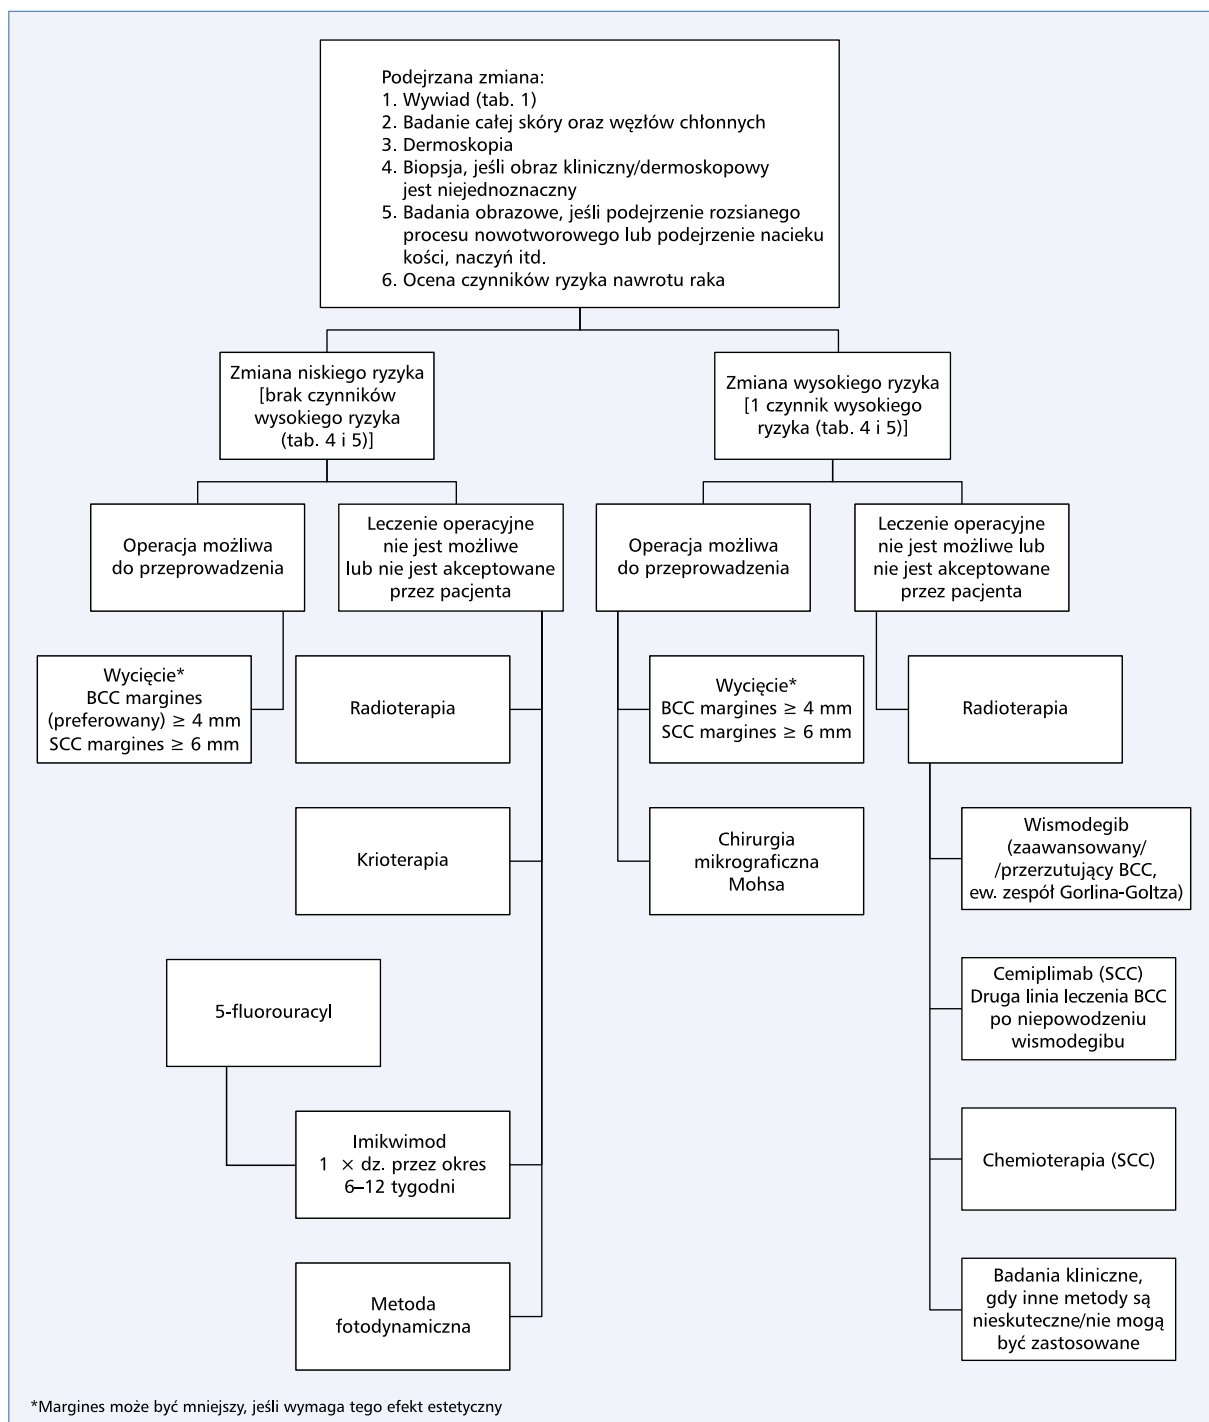 Podejrzana zmiana:
1. Wywiad (tab. 1)
2. Badanie całej skóry oraz węzłów chłonnych
3. Dermoskopia
4. Biopsja, jeśli obraz kliniczny/dermoskopowy
jest niejednoznaczny
5. Badania obrazowe, jeśli podejrzenie rozsianego
procesu nowotworowego lub podejrzenie nacieku
kości, naczyń itd.
6. Ocena czynników ryzyka nawrotu raka
Zmiana niskiego ryzyka
[brak czynników
wysokiego ryzyka
(tab. 4 i 5)]
Zmiana wysokiego ryzyka
[1 czynnik wysokiego
ryzyka (tab. 4 i 5)]
Operacja możliwa
do przeprowadzenia
Leczenie operacyjne
nie jest możliwe
lub nie jest akceptowane
przez pacjenta
Operacja możliwa
do przeprowadzenia
Leczenie operacyjne
nie jest możliwe lub
nie jest akceptowane
przez pacjenta
Wycięcie*
BCC margines
(preferowany) ≥ 4 mm
SCC margines ≥ 6 mm
Radioterapia
Wycięcie*
BCC margines ≥ 4 mm
SCC margines ≥ 6 mm
Radioterapia
Krioterapia
Chirurgia
mikrograficzna
Mohsa
Wismodegib
(zaawansowany/
/przerzutujący BCC,
ew. zespół Gorlina-Goltza)
5-fluorouracyl
Cemiplimab (SCC)
Druga linia leczenia BCC
po niepowodzeniu
wismodegibu
Imikwimod
1 × dz. przez okres
6–12 tygodni
Chemioterapia (SCC)
Metoda
fotodynamiczna
Badania kliniczne,
gdy inne metody są
nieskuteczne/nie mogą
być zastosowane
*Margines może być mniejszy, jeśli wymaga tego efekt estetyczny